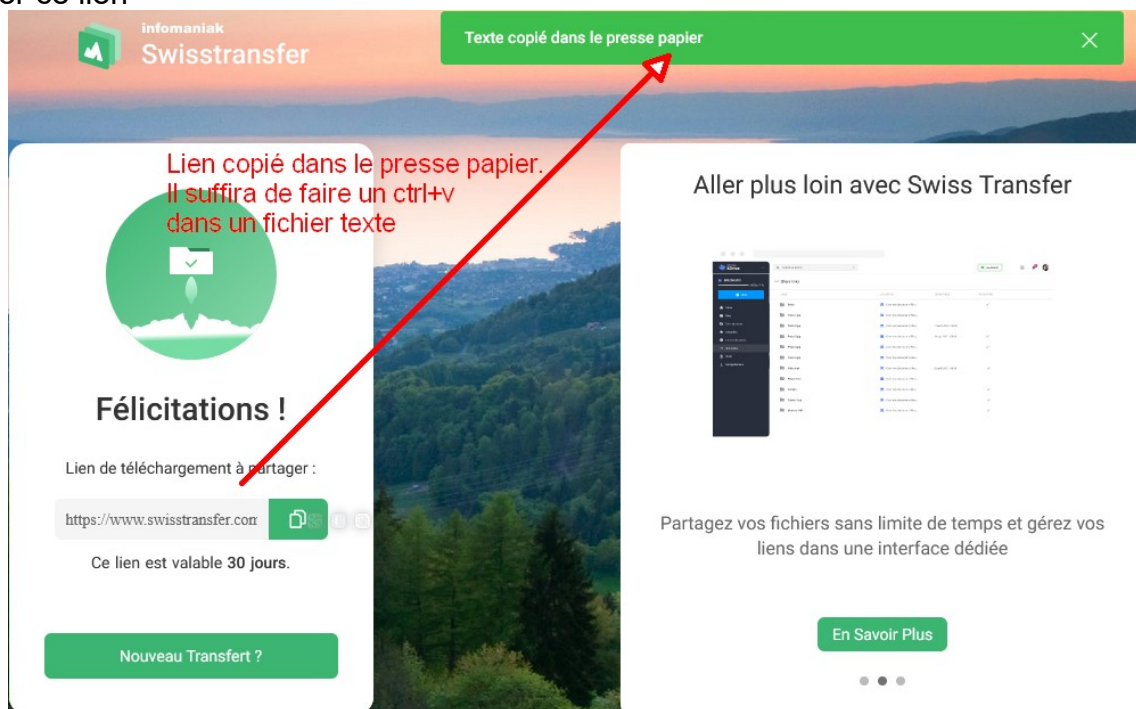 er ce lien
infomaniak
Swisstransfer
Texte copié dans le presse papier
Lien copié dans le presse papier.
Il suffira de faire un ctrl+v
dans un fichier texte
Félicitations !
Lien de téléchargement à partager :
https://www.swisstransfer.com
Ce lien est valable 30 jours.
Nouveau Transfert ?
Aller plus loin avec Swiss Transfer
Partagez vos fichiers sans limite de temps et gérez vos
liens dans une interface dédiée
En Savoir Plus